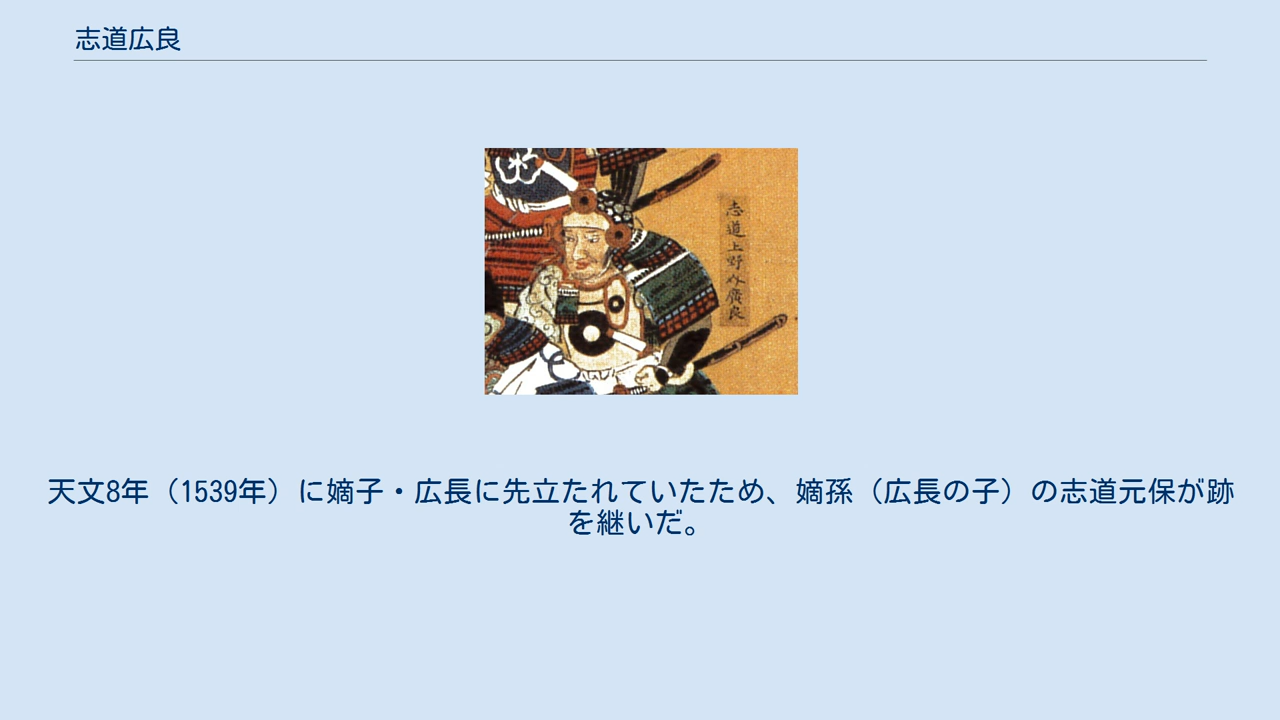 志道広良
志道上野介廣良
天文8年（1539年）に嫡子・広長に先立たれていたため、嫡孫（広長の子）の志道元保が跡
を継いだ。